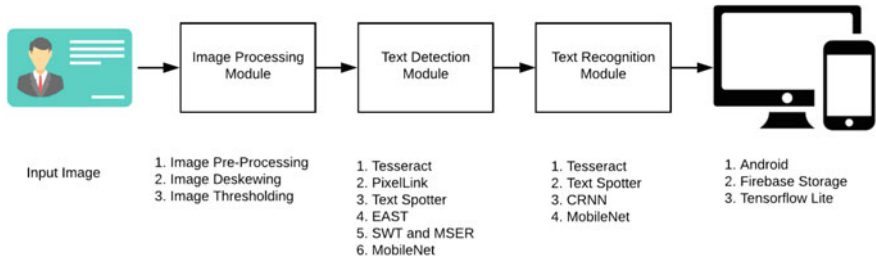 Image Processing
Module
Text Detection
Module
Text Recognition
Module
Input Image
1. Image Pre-Processing
2. Image Deskewing
3. Image Thresholding
1. Tesseract
2. PixelLink
3. Text Spotter
4. EAST
5. SWT and MSER
6. MobileNet
1. Tesseract
2. Text Spotter
3. CRNN
4. MobileNet
1. Android
2. Firebase Storage
3. Tensorflow Lite